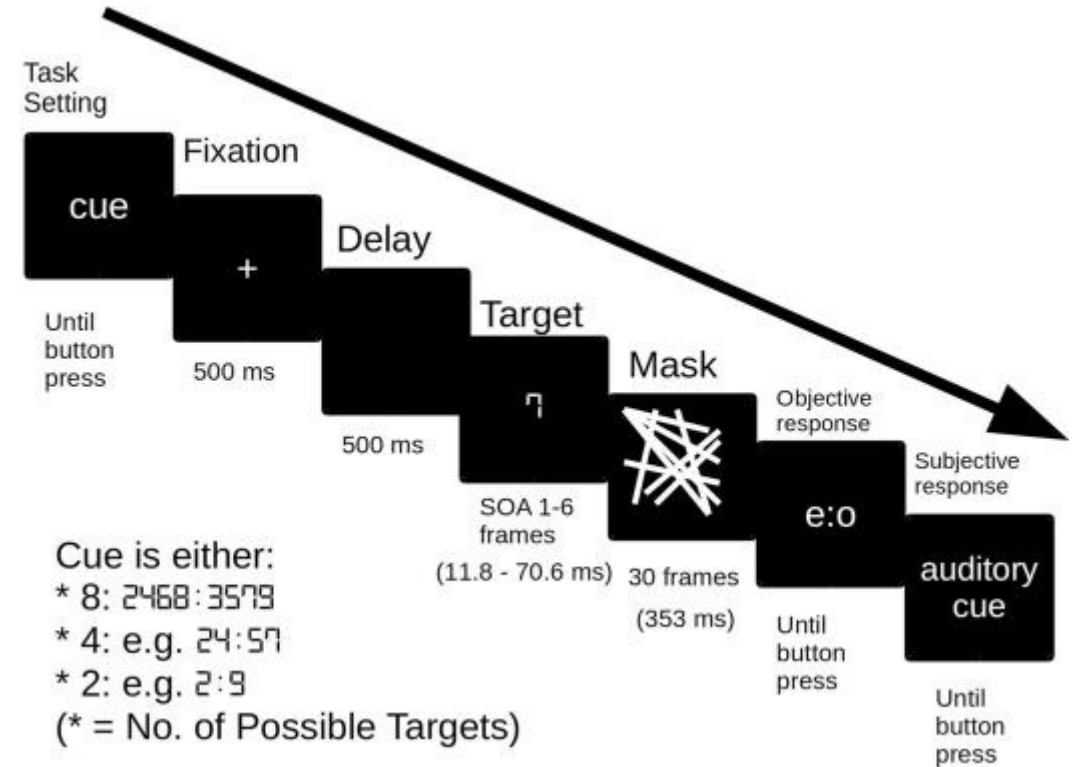 Task
Setting
cue
Until
button
press
Fixation
+
500 ms
Delay
500 ms
Target
7
SOA 1-6
frames
(11.8 - 70.6 ms)
Mask
30 frames
(353 ms)
Objective
response
e:o
Until
button
press
Subjective
response
auditory
cue
Until
button
press
Cue is either:
* 8: 2468:3579
* 4: e.g. 24:57
* 2: e.g. 2:9
(* = No. of Possible Targets)